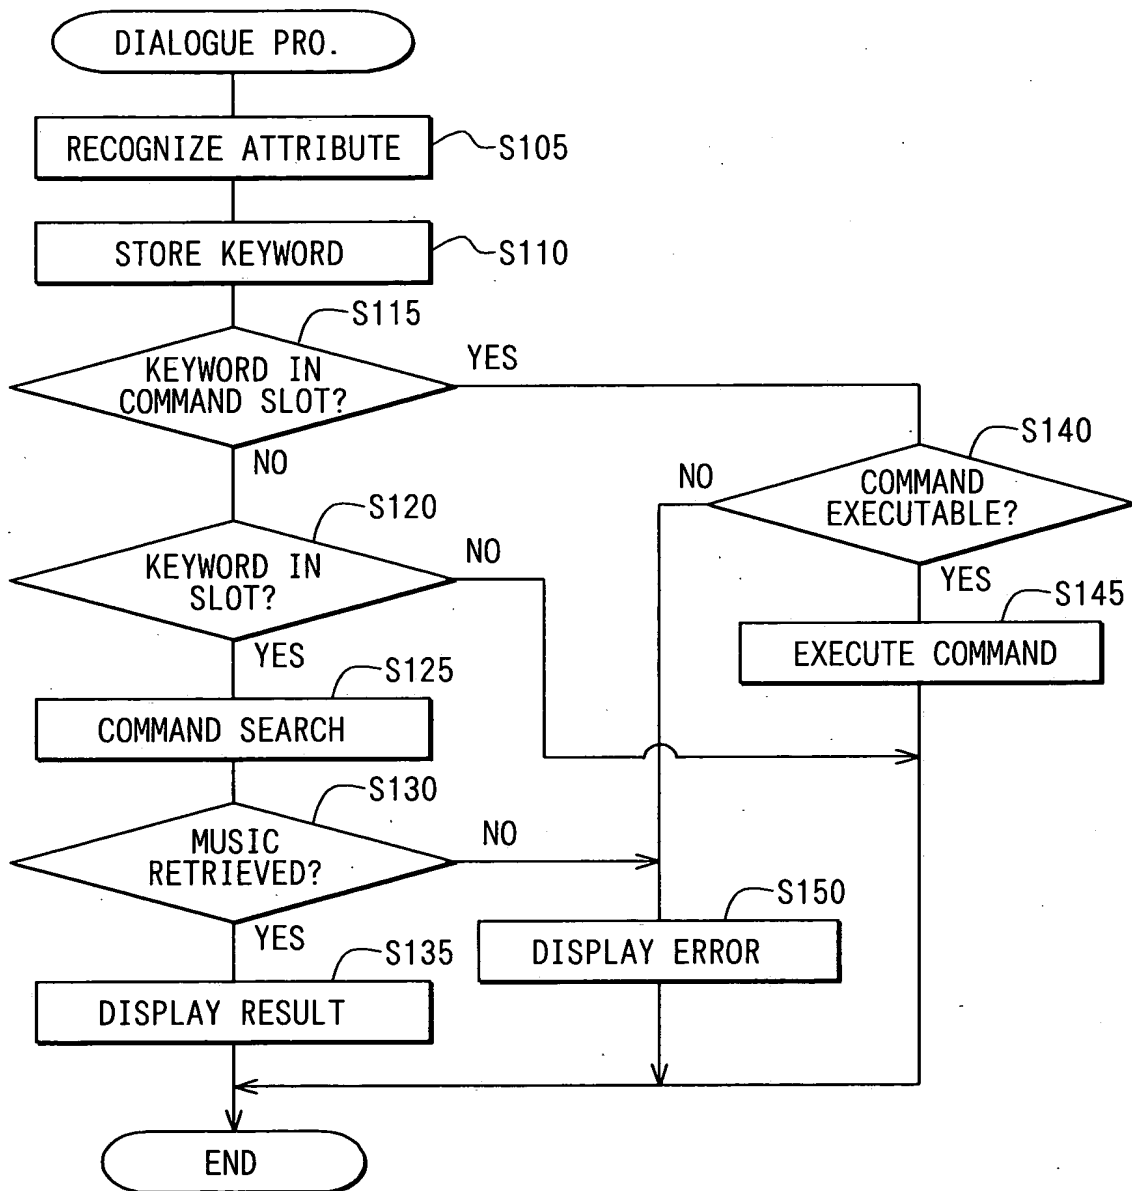 DIALOGUE PRO.
RECOGNIZE ATTRIBUTE
S105
STORE KEYWORD
S110
S115
KEYWORD IN
COMMAND SLOT?
YES
NO
S140
COMMAND
EXECUTABLE?
NO
YES
S120
KEYWORD IN
SLOT?
NO
YES
S145
EXECUTE COMMAND
S125
COMMAND SEARCH
S130
MUSIC
RETRIEVED?
NO
YES
S150
DISPLAY ERROR
S135
DISPLAY RESULT
END